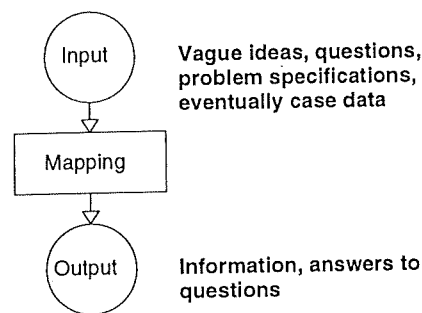 Input
Vague ideas, questions,
problem specifications,
eventually case data
Mapping
Output
Information, answers to
questions